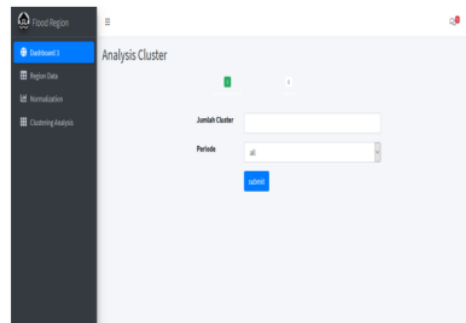 Flood Region
Dashboard 1
Region Data
Normalization
Clustering Analysis
Analysis Cluster
Jumlah Cluster
Periode
all
submit